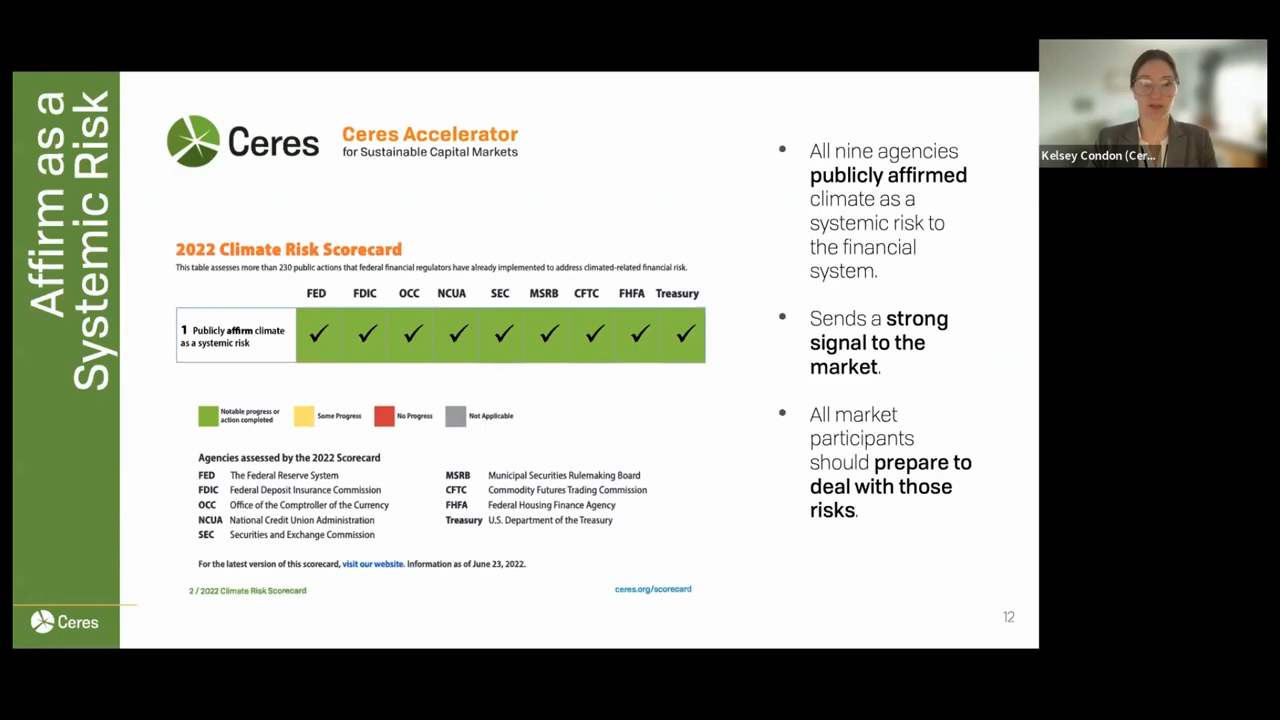 Affirm as a
Systemic Risk
Ceres
Ceres Accelerator
for Sustainable Capital Markets
2022 Climate Risk Scorecard
This table assesses more than 230 public actions that federal financial regulators have already implemented to address climated-related financial risk.
FED FDIC OCC NCUA SEC MSRB CFTC FHFA Treasury
1 Publicly affirm climate
as a systemic risk
✓ ✓ ✓ ✓ ✓ ✓ ✓ ✓ ✓
Notable progress or
action completed
Some Progress
No Progress
Not Applicable
Agencies assessed by the 2022 Scorecard
FED The Federal Reserve System
FDIC Federal Deposit Insurance Commission
OCC Office of the Comptroller of the Currency
NCUA National Credit Union Administration
SEC Securities and Exchange Commission
MSRB Municipal Securities Rulemaking Board
CFTC Commodity Futures Trading Commission
FHFA Federal Housing Finance Agency
Treasury U.S. Department of the Treasury
For the latest version of this scorecard, visit our website. Information as of June 23, 2022.
2 / 2022 Climate Risk Scorecard
ceres.org/scorecard
• All nine agencies
publicly affirmed
climate as a
systemic risk to
the financial
system.
• Sends a strong
signal to the
market.
• All market
participants
should prepare to
deal with those
risks.
Ceres
12
Kelsey Condon (Cer...